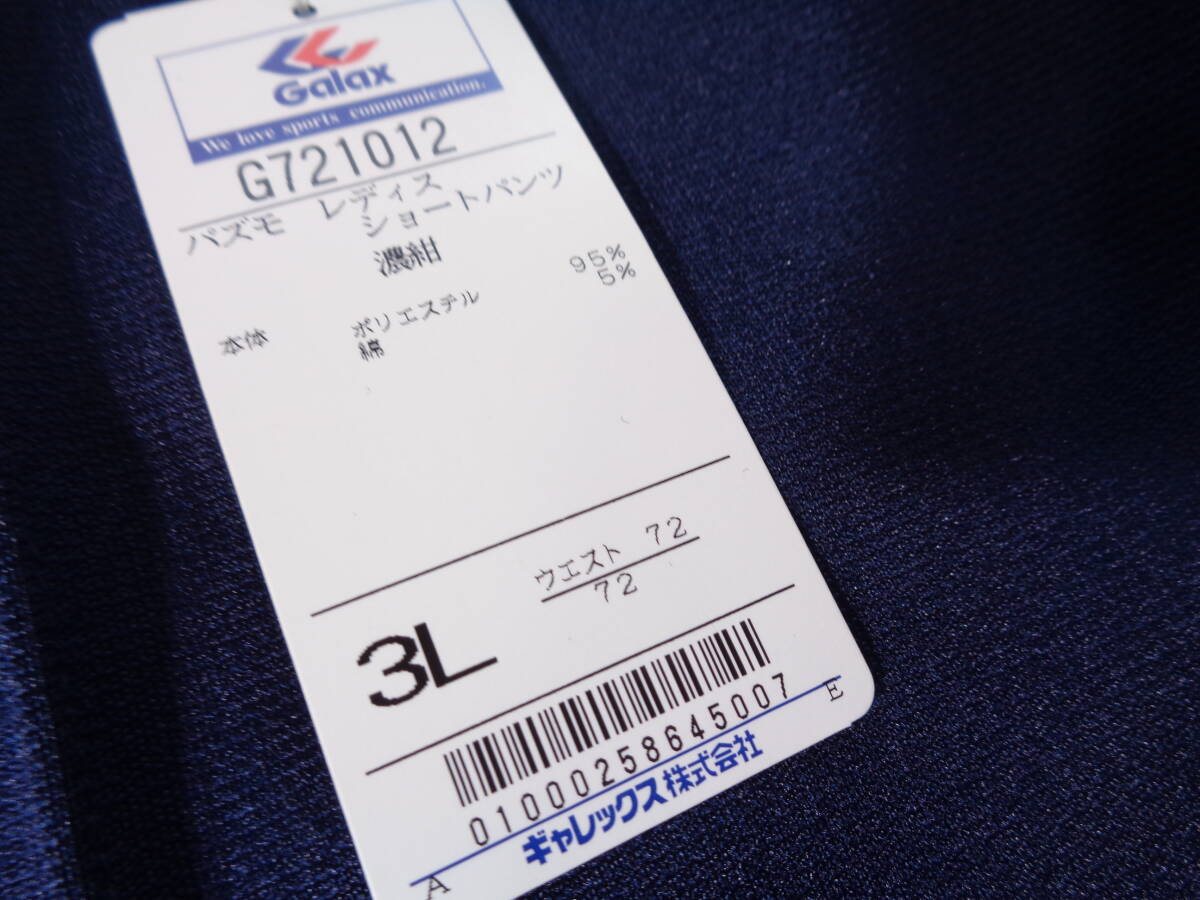 Galax
We love sports communication.
G721012
パズモ レディス
ショートパンツ
濃紺
本体 ポリエステル 95%
綿 5%
ウエスト 72
72
3L
0100025864500７
ギャレックス株式会社
A E